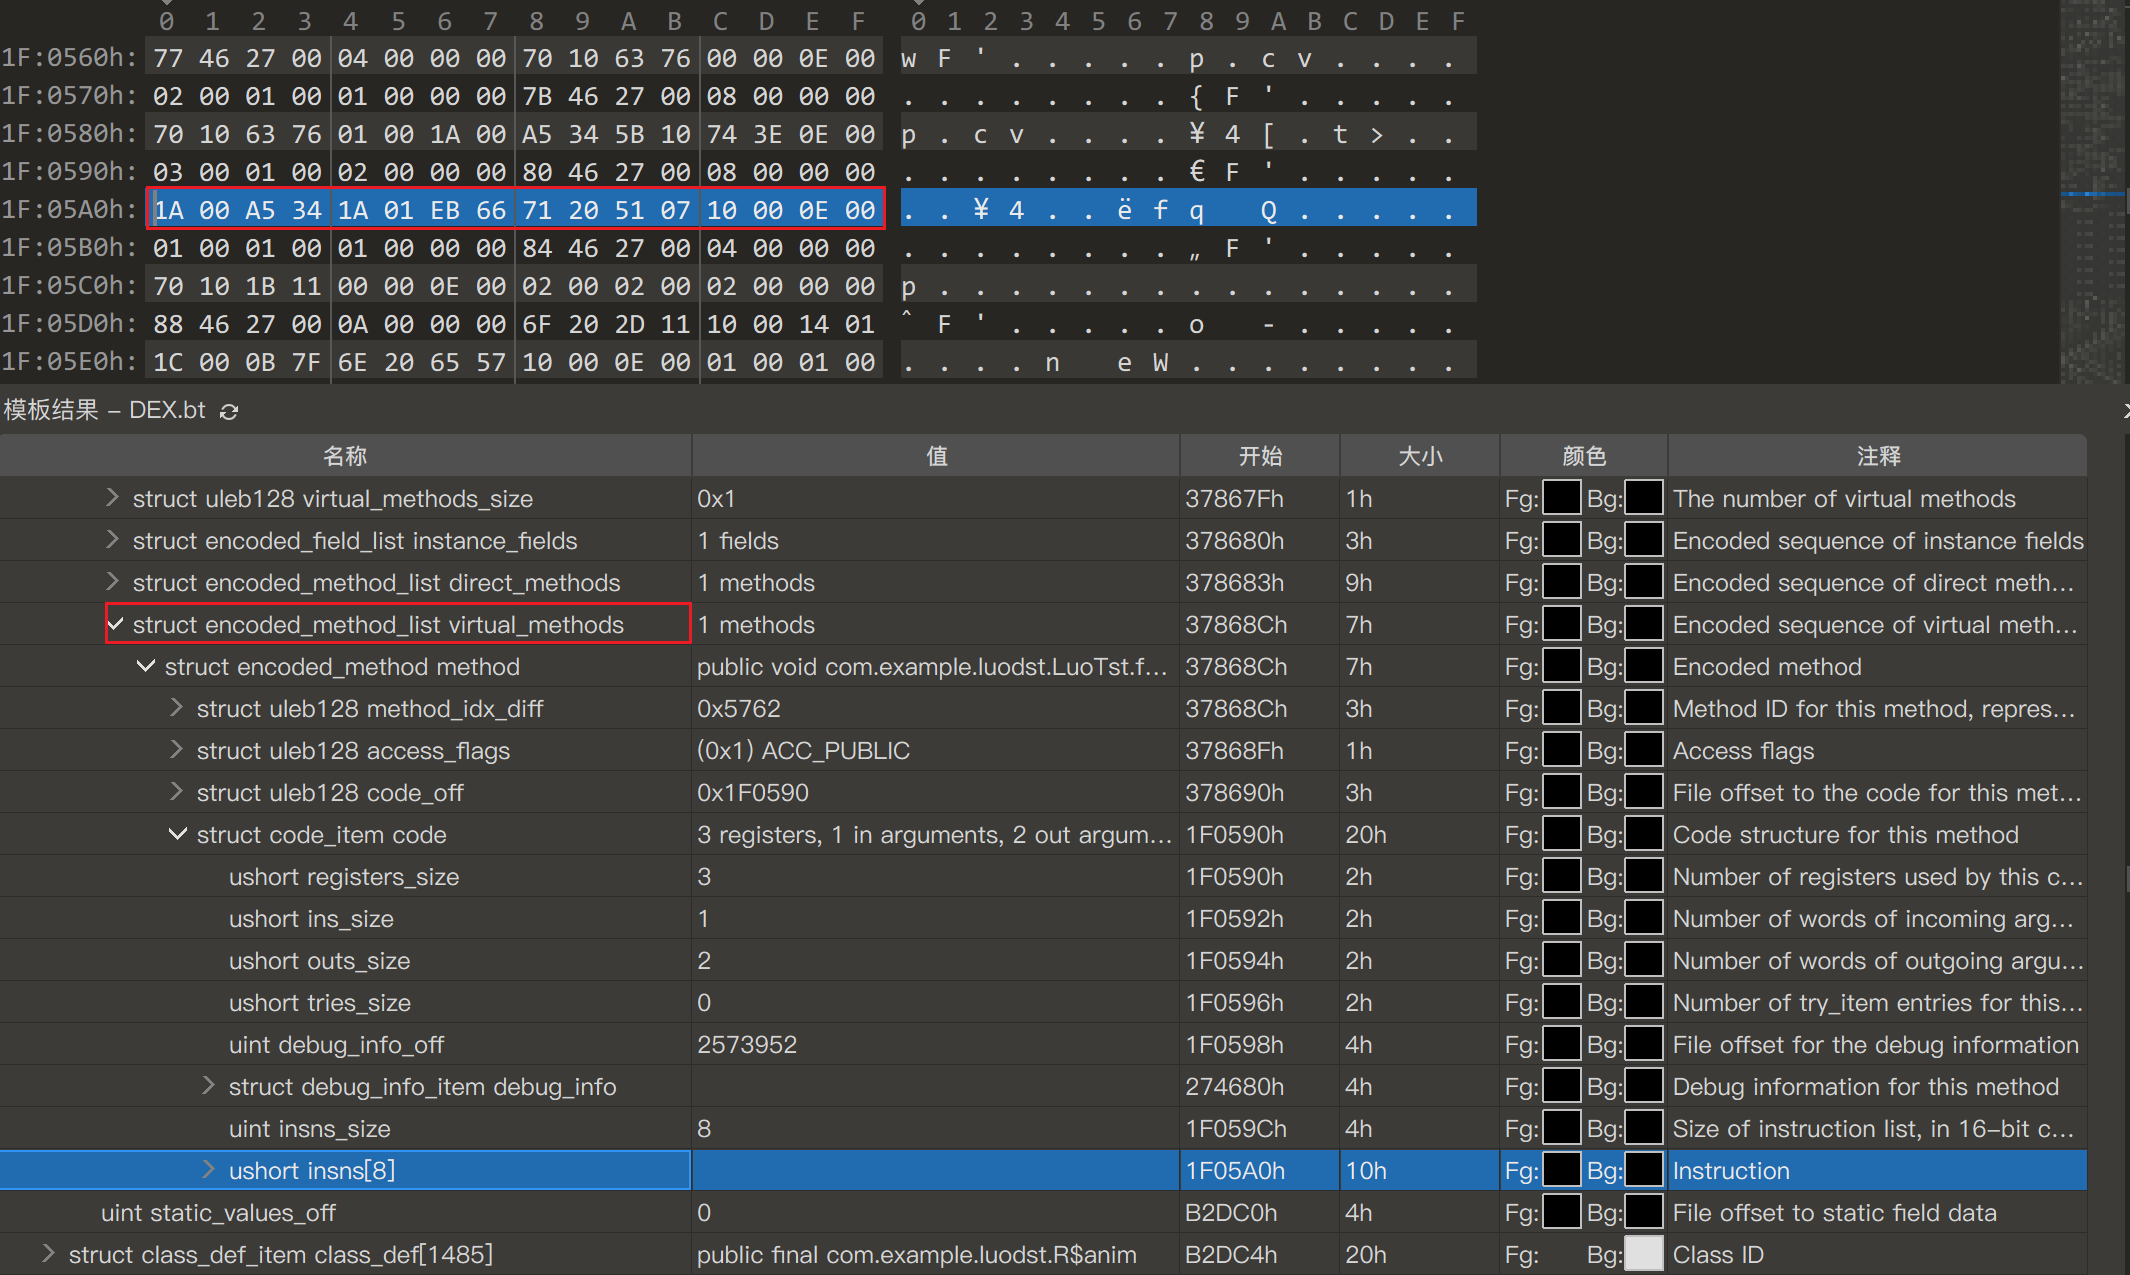 0 1 2 3 4 5 6 7 8 9 A B C D E F 0 1 2 3 4 5 6 7 8 9 A B C D E F
1F:0560h: 77 46 27 00 04 00 00 00 70 10 63 76 00 00 0E 00 wF'.....p.cv....
1F:0570h: 02 00 01 00 01 00 00 00 7B 46 27 00 08 00 00 00 ........{F'.....
1F:0580h: 70 10 63 76 01 00 1A 00 A5 34 5B 10 74 3E 0E 00 p.cv....¥4[.t>..
1F:0590h: 03 00 01 00 02 00 00 00 80 46 27 00 08 00 00 00 ........€F'.....
1F:05A0h: 1A 00 A5 34 1A 01 EB 66 71 20 51 07 10 00 0E 00 ..¥4..ëfq Q.....
1F:05B0h: 01 00 01 00 01 00 00 00 84 46 27 00 04 00 00 00 ........„F'.....
1F:05C0h: 70 10 1B 11 00 00 0E 00 02 00 02 00 02 00 00 00 p...............
1F:05D0h: 88 46 27 00 0A 00 00 00 6F 20 2D 11 10 00 14 01 ˆF'.....o -.....
1F:05E0h: 1C 00 0B 7F 6E 20 65 57 10 00 0E 00 01 00 01 00 ....n eW........
模板结果 – DEX.bt
名称 值 开始 大小 颜色 注释
struct uleb128 virtual_methods_size 0x1 37867Fh 1h Fg: Bg: The number of virtual methods
struct encoded_field_list instance_fields 1 fields 378680h 3h Fg: Bg: Encoded sequence of instance fields
struct encoded_method_list direct_methods 1 methods 378683h 9h Fg: Bg: Encoded sequence of direct meth...
struct encoded_method_list virtual_methods 1 methods 37868Ch 7h Fg: Bg: Encoded sequence of virtual meth...
struct encoded_method method public void com.example.luodst.LuoTst.f... 37868Ch 7h Fg: Bg: Encoded method
struct uleb128 method_idx_diff 0x5762 37868Ch 3h Fg: Bg: Method ID for this method, repres...
struct uleb128 access_flags (0x1) ACC_PUBLIC 37868Fh 1h Fg: Bg: Access flags
struct uleb128 code_off 0x1F0590 378690h 3h Fg: Bg: File offset to the code for this met...
struct code_item code 3 registers, 1 in arguments, 2 out argum... 1F0590h 20h Fg: Bg: Code structure for this method
ushort registers_size 3 1F0590h 2h Fg: Bg: Number of registers used by this c...
ushort ins_size 1 1F0592h 2h Fg: Bg: Number of words of incoming arg...
ushort outs_size 2 1F0594h 2h Fg: Bg: Number of words of outgoing argu...
ushort tries_size 0 1F0596h 2h Fg: Bg: Number of try_item entries for this...
uint debug_info_off 2573952 1F0598h 4h Fg: Bg: File offset for the debug information
struct debug_info_item debug_info 274680h 4h Fg: Bg: Debug information for this method
uint insns_size 8 1F059Ch 4h Fg: Bg: Size of instruction list, in 16–bit c...
ushort insns[8] 1F05A0h 10h Fg: Bg: Instruction
uint static_values_off 0 B2DC0h 4h Fg: Bg: File offset to static field data
struct class_def_item class_def[1485] public final com.example.luodst.R$anim B2DC4h 20h Fg: Bg: Class ID